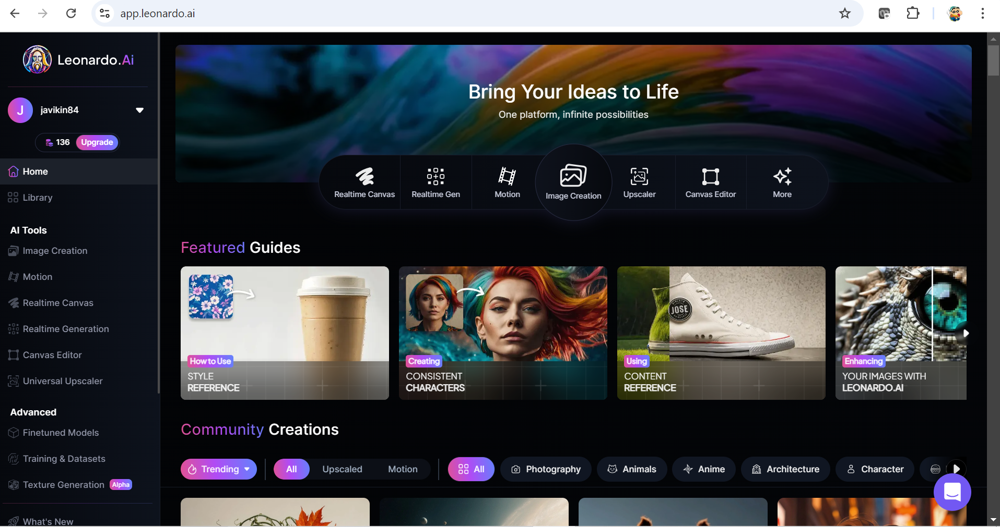 app.leonardo.ai
Leonardo.Ai
J
javikin84
136
Upgrade
Home
Library
AI Tools
Image Creation
Motion
Realtime Canvas
Realtime Generation
Canvas Editor
Universal Upscaler
Advanced
Finetuned Models
Training & Datasets
Texture Generation Alpha
What's New
Bring Your Ideas to Life
One platform, infinite possibilities
Realtime Canvas
Realtime Gen
Motion
Image Creation
Upscaler
Canvas Editor
More
Featured Guides
How to Use
STYLE
REFERENCE
Creating
CONSISTENT
CHARACTERS
JOSE
Using
CONTENT
REFERENCE
Enhancing
YOUR IMAGES WITH
LEONARDO.AI
Community Creations
Trending
All
Upscaled
Motion
All
Photography
Animals
Anime
Architecture
Character